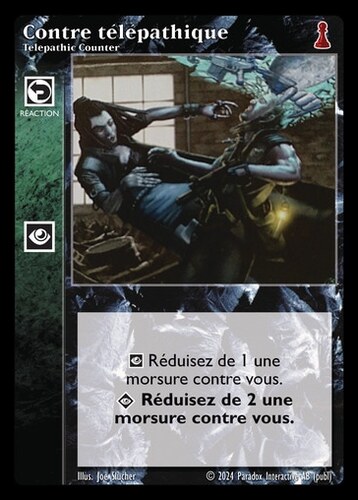 Contre télépathique
Telepathic Counter
RÉACTION
Réduisez de 1 une
morsure contre vous.
Réduisez de 2 une
morsure contre vous.
Illus. Joe Slucher © 2024 Paradox Interactive AB (publ)